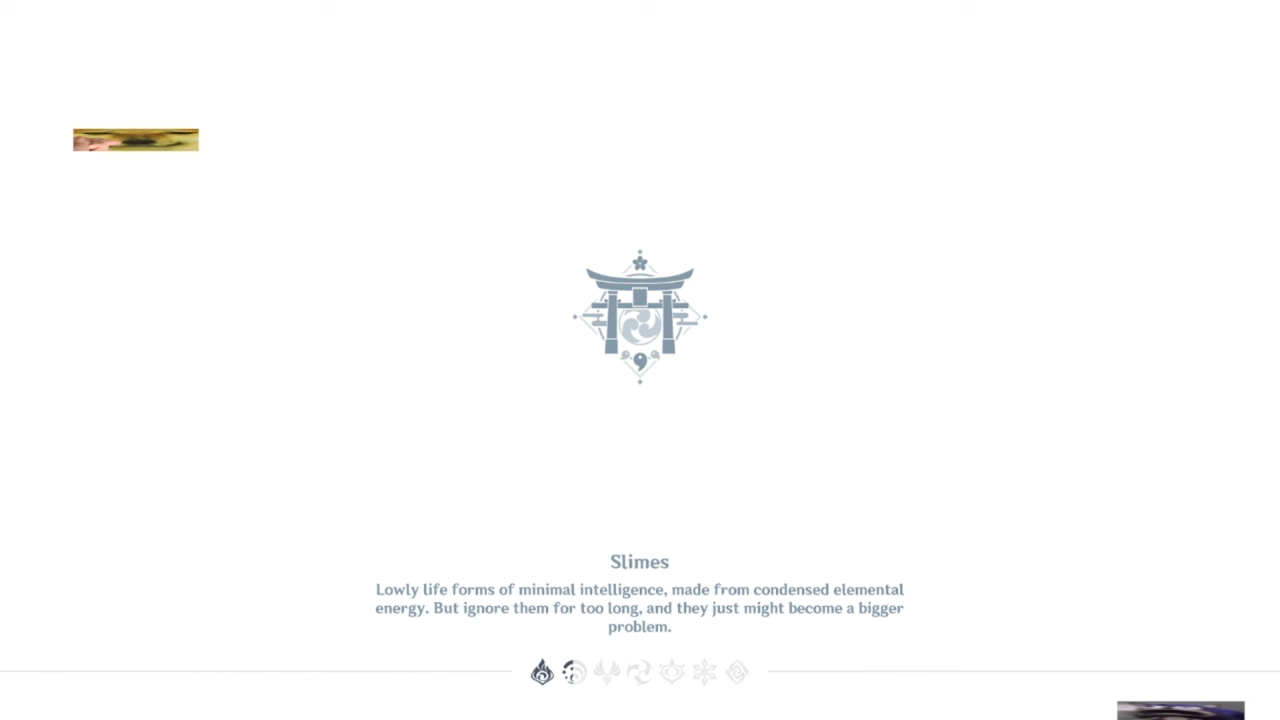 Slimes
Lowly life forms of minimal intelligence, made from condensed elemental
energy. But ignore them for too long, and they just might become a bigger
problem.